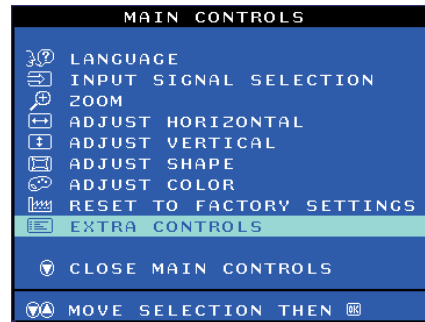 MAIN CONTROLS
LANGUAGE
INPUT SIGNAL SELECTION
ZOOM
ADJUST HORIZONTAL
ADJUST VERTICAL
ADJUST SHAPE
ADJUST COLOR
RESET TO FACTORY SETTINGS
EXTRA CONTROLS
CLOSE MAIN CONTROLS
MOVE SELECTION THEN OK